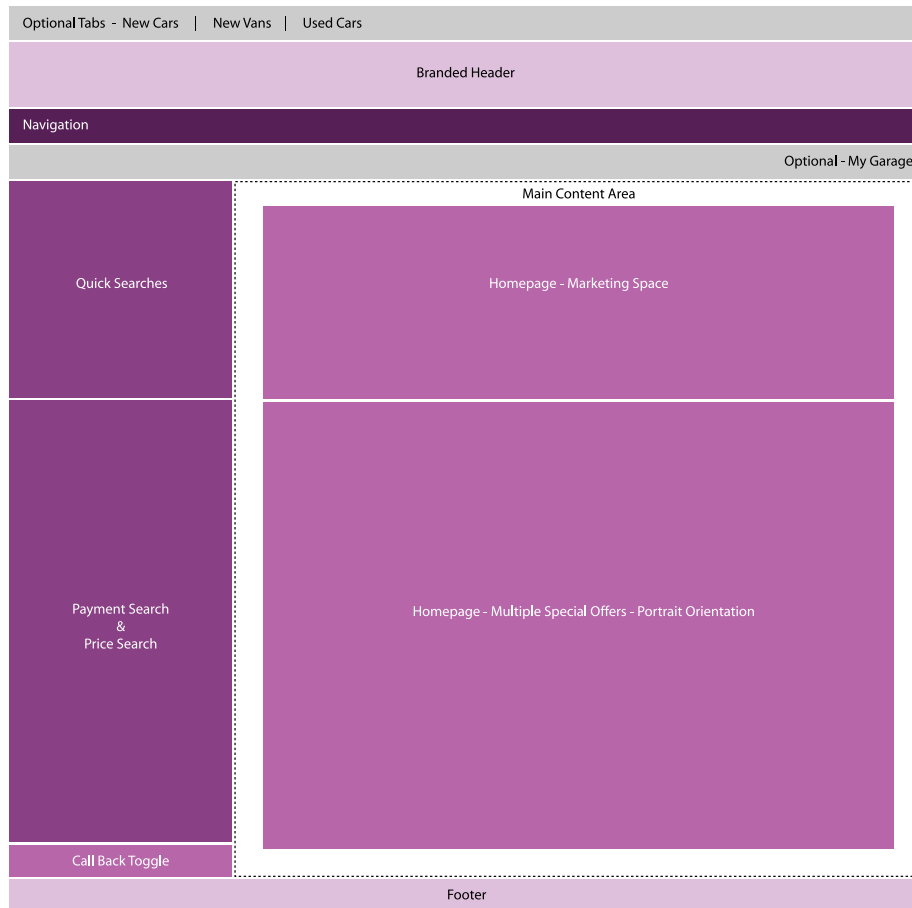 Optional Tabs - New Cars | New Vans | Used Cars
Branded Header
Navigation
Optional - My Garage
Main Content Area
Quick Searches
Homepage - Marketing Space
Payment Search
&
Price Search
Homepage - Multiple Special Offers - Portrait Orientation
Call Back Toggle
Footer